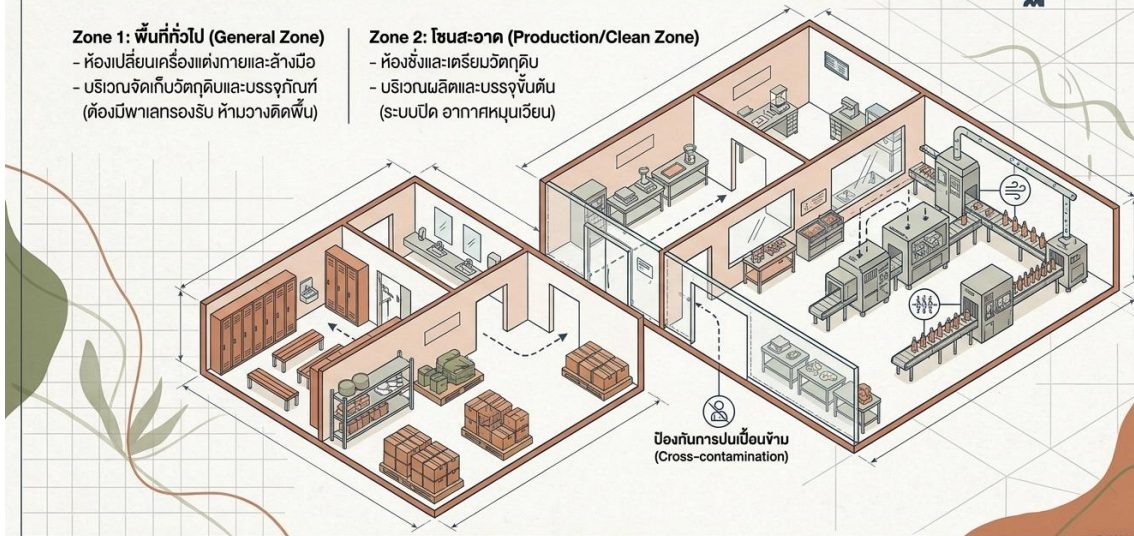 Zone 1: พื้นที่ทั่วไป (General Zone)
- ห้องเปลี่ยนเครื่องแต่งกายและล้างมือ
- บริเวณจัดเก็บวัตถุดิบและบรรจุภัณฑ์
(ต้องมีพาเลทรองรับ ห้ามวางติดพื้น)
Zone 2: โซนสะอาด (Production/Clean Zone)
- ห้องชั่งและเตรียมวัตถุดิบ
- บริเวณผลิตและบรรจุขั้นต้น
(ระบบปิด อากาศหมุนเวียน)
ป้องกันการปนเปื้อนข้าม
(Cross-contamination)